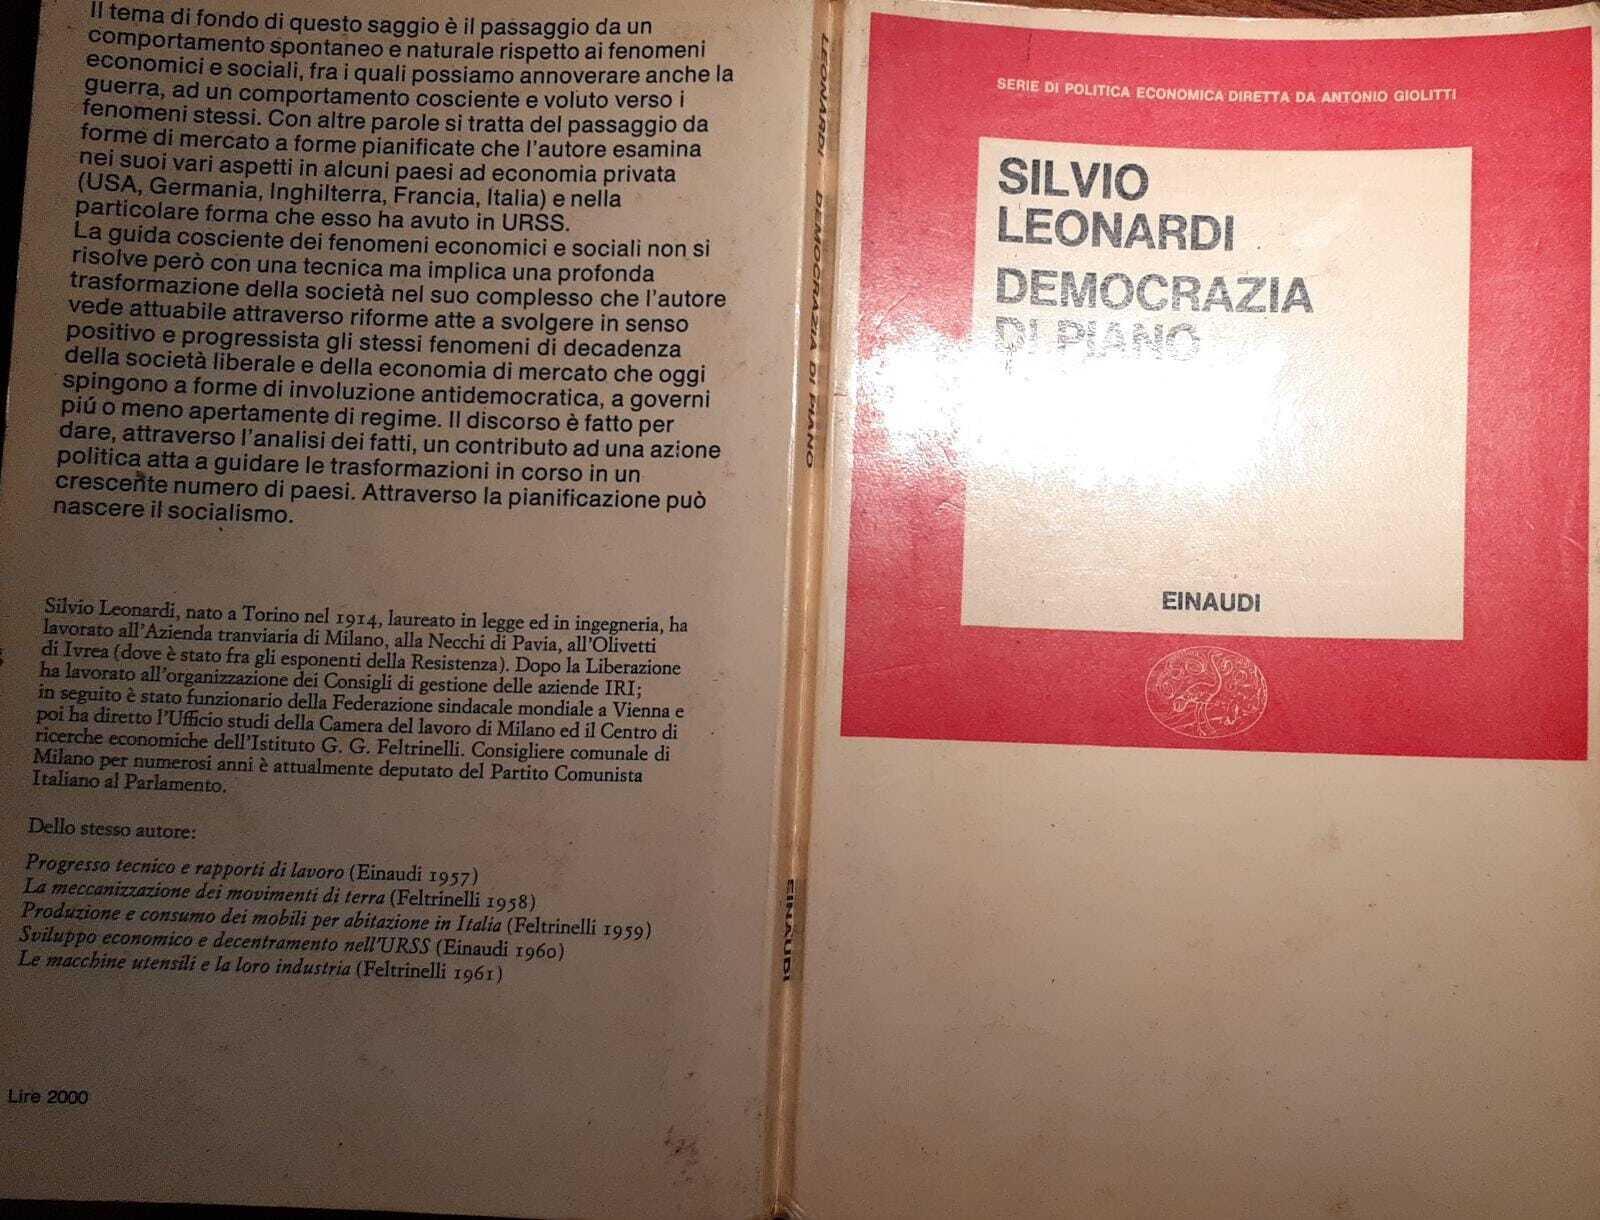 Il tema di fondo di questo saggio è il passaggio da un
comportamento spontaneo e naturale rispetto ai fenomeni
economici e sociali, fra i quali possiamo annoverare anche la
guerra, ad un comportamento cosciente e voluto verso i
fenomeni stessi. Con altre parole si tratta del passaggio da
forme di mercato a forme pianificate che l'autore esamina
nei suoi vari aspetti in alcuni paesi ad economia privata
(USA, Germania, Inghilterra, Francia, Italia) e nella
particolare forma che esso ha avuto in URSS.
La guida cosciente dei fenomeni economici e sociali non si
risolve però con una tecnica ma implica una profonda
trasformazione della società nel suo complesso che l'autore
vede attuabile attraverso riforme atte a svolgere in senso
positivo e progressista gli stessi fenomeni di decadenza
della società liberale e della economia di mercato che oggi
spingono a forme di involuzione antidemocratica, a governi
piú o meno apertamente di regime. Il discorso è fatto per
dare, attraverso l'analisi dei fatti, un contributo ad una azione
politica atta a guidare le trasformazioni in corso in un
crescente numero di paesi. Attraverso la pianificazione può
nascere il socialismo.
Silvio Leonardi, nato a Torino nel 1914, laureato in legge ed in ingegneria, ha
lavorato all'Azienda tranviaria di Milano, alla Necchi di Pavia, all'Olivetti
di Ivrea (dove è stato fra gli esponenti della Resistenza). Dopo la Liberazione
ha lavorato all'organizzazione dei Consigli di gestione delle aziende IRI;
in seguito è stato funzionario della Federazione sindacale mondiale a Vienna e
poi ha diretto l'Ufficio studi della Camera del lavoro di Milano ed il Centro di
ricerche economiche dell'Istituto G. G. Feltrinelli. Consigliere comunale di
Milano per numerosi anni è attualmente deputato del Partito Comunista
Italiano al Parlamento.
Dello stesso autore:
Progresso tecnico e rapporti di lavoro (Einaudi 1957)
La meccanizzazione dei movimenti di terra (Feltrinelli 1958)
Produzione e consumo dei mobili per abitazione in Italia (Feltrinelli 1959)
Sviluppo economico e decentramento nell'URSS (Einaudi 1960)
Le macchine utensili e la loro industria (Feltrinelli 1961)
Lire 2000
LEONARDI DEMOCRAZIA DI PIANO EINAUDI
SERIE DI POLITICA ECONOMICA DIRETTA DA ANTONIO GIOLITTI
SILVIO
LEONARDI
DEMOCRAZIA
DI PIANO
EINAUDI